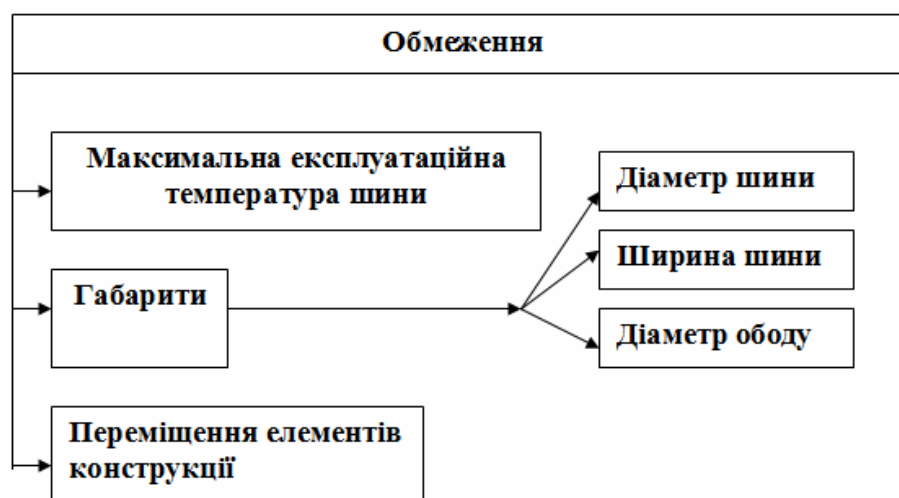 Обмеження
Максимальна експлуатаційна
температура шини
Діаметр шини
Ширина шини
Габарити
Діаметр ободу
Переміщення елементів
конструкції